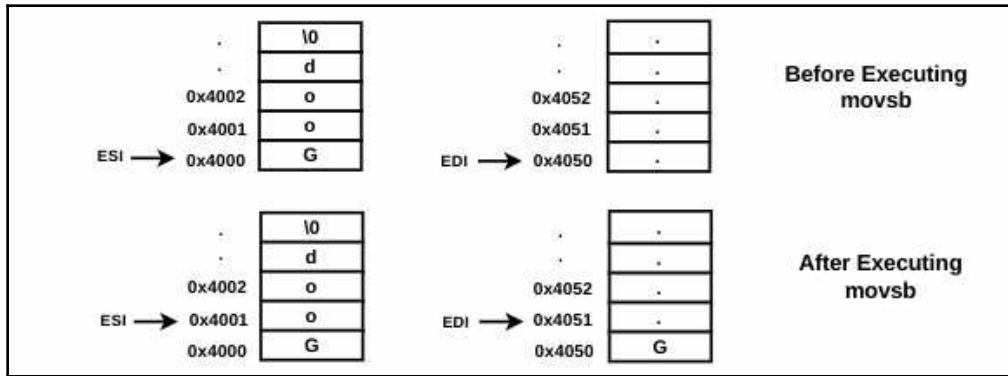 . \0 . .
. d . .
0x4002 o 0x4052 .
0x4001 o 0x4051 .
ESI 0x4000 G EDI 0x4050 .
Before Executing
movsb
. \0 . .
. d . .
0x4002 o 0x4052 .
ESI 0x4001 o EDI 0x4051 .
0x4000 G 0x4050 G
After Executing
movsb